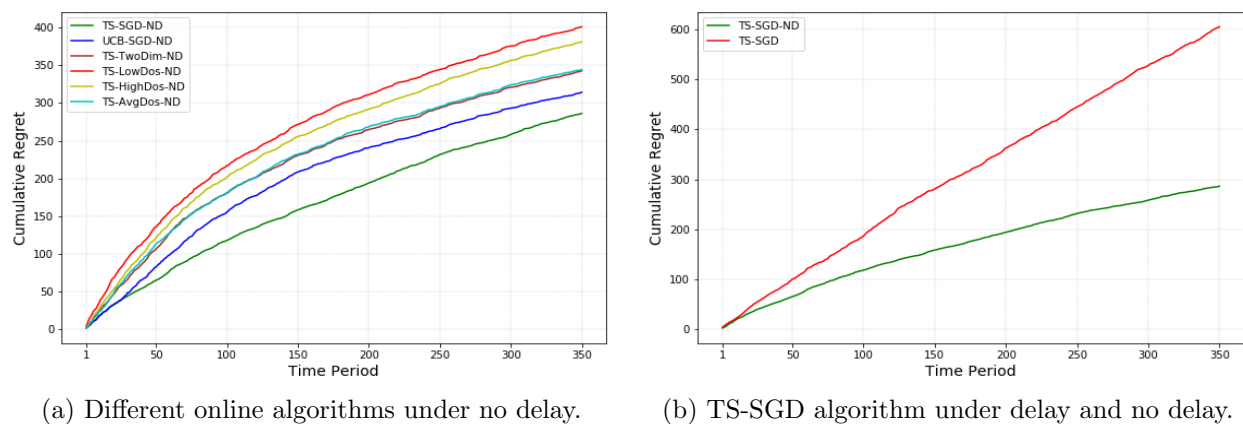 TS-SGD-ND
UCB-SGD-ND
TS-TwoDim-ND
TS-LowDos-ND
TS-HighDos-ND
TS-AvgDos-ND
Cumulative Regret
400
350
300
250
200
150
100
50
0
1 50 100 150 200 250 300 350
Time Period
(a) Different online algorithms under no delay.
TS-SGD-ND
TS-SGD
Cumulative Regret
600
500
400
300
200
100
0
1 50 100 150 200 250 300 350
Time Period
(b) TS-SGD algorithm under delay and no delay.